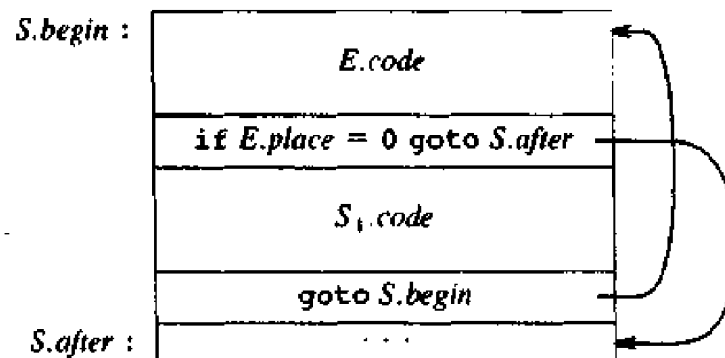 S.begin :
E.code
if E.place = 0 goto S.after
S₁.code
goto S.begin
S.after : . . .